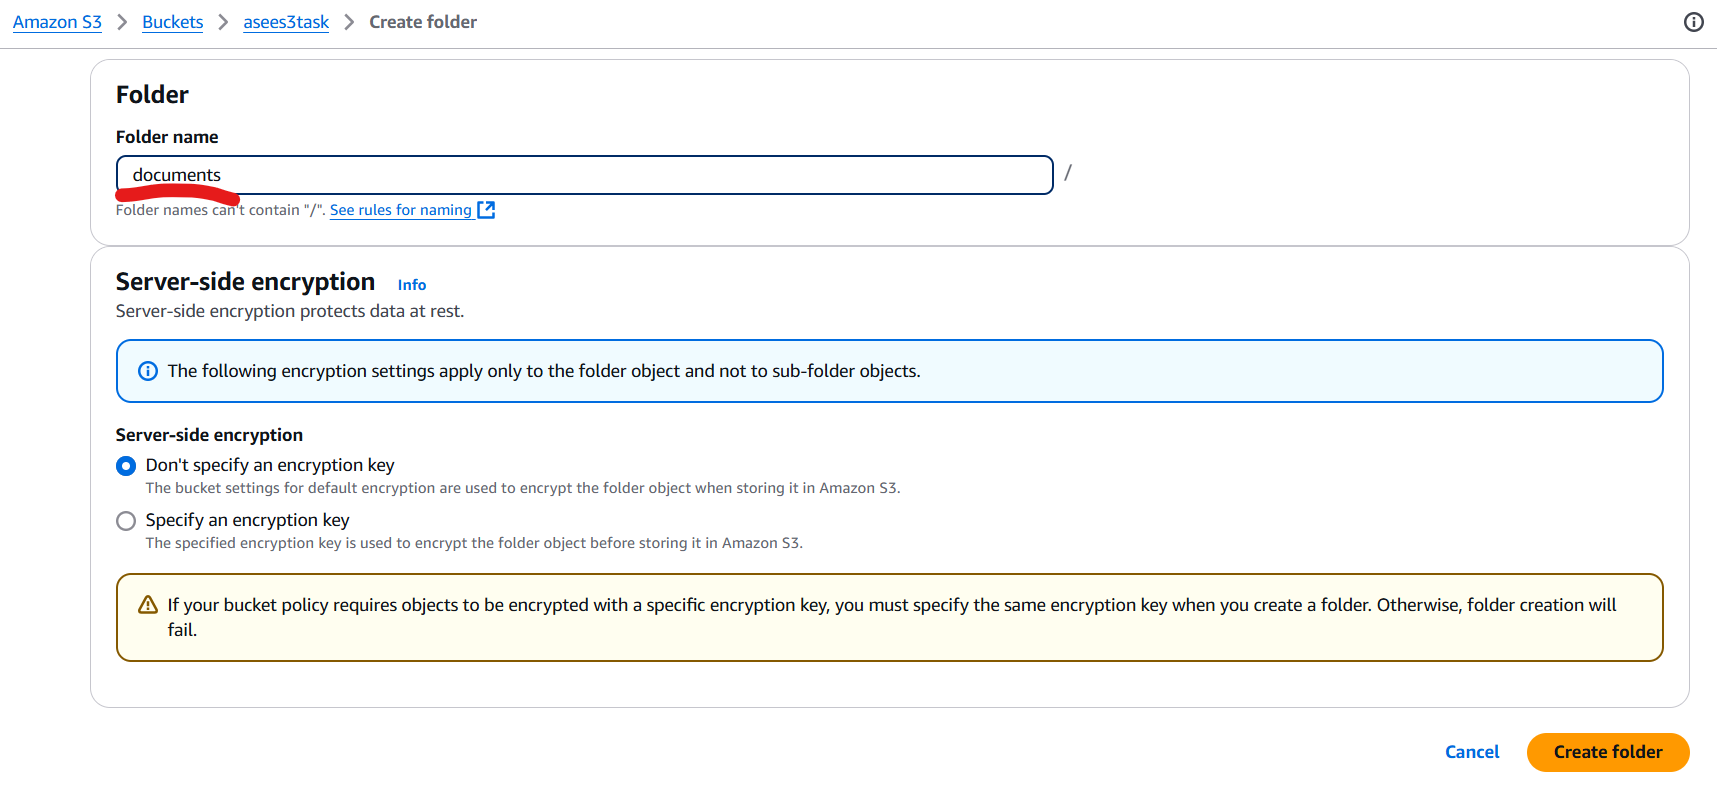 Amazon S3 > Buckets > asees3task > Create folder
Folder
Folder name
documents /
Folder names can't contain "/". See rules for naming
Server-side encryption Info
Server-side encryption protects data at rest.
The following encryption settings apply only to the folder object and not to sub-folder objects.
Server-side encryption
Don't specify an encryption key
The bucket settings for default encryption are used to encrypt the folder object when storing it in Amazon S3.
Specify an encryption key
The specified encryption key is used to encrypt the folder object before storing it in Amazon S3.
If your bucket policy requires objects to be encrypted with a specific encryption key, you must specify the same encryption key when you create a folder. Otherwise, folder creation will
fail.
Cancel Create folder